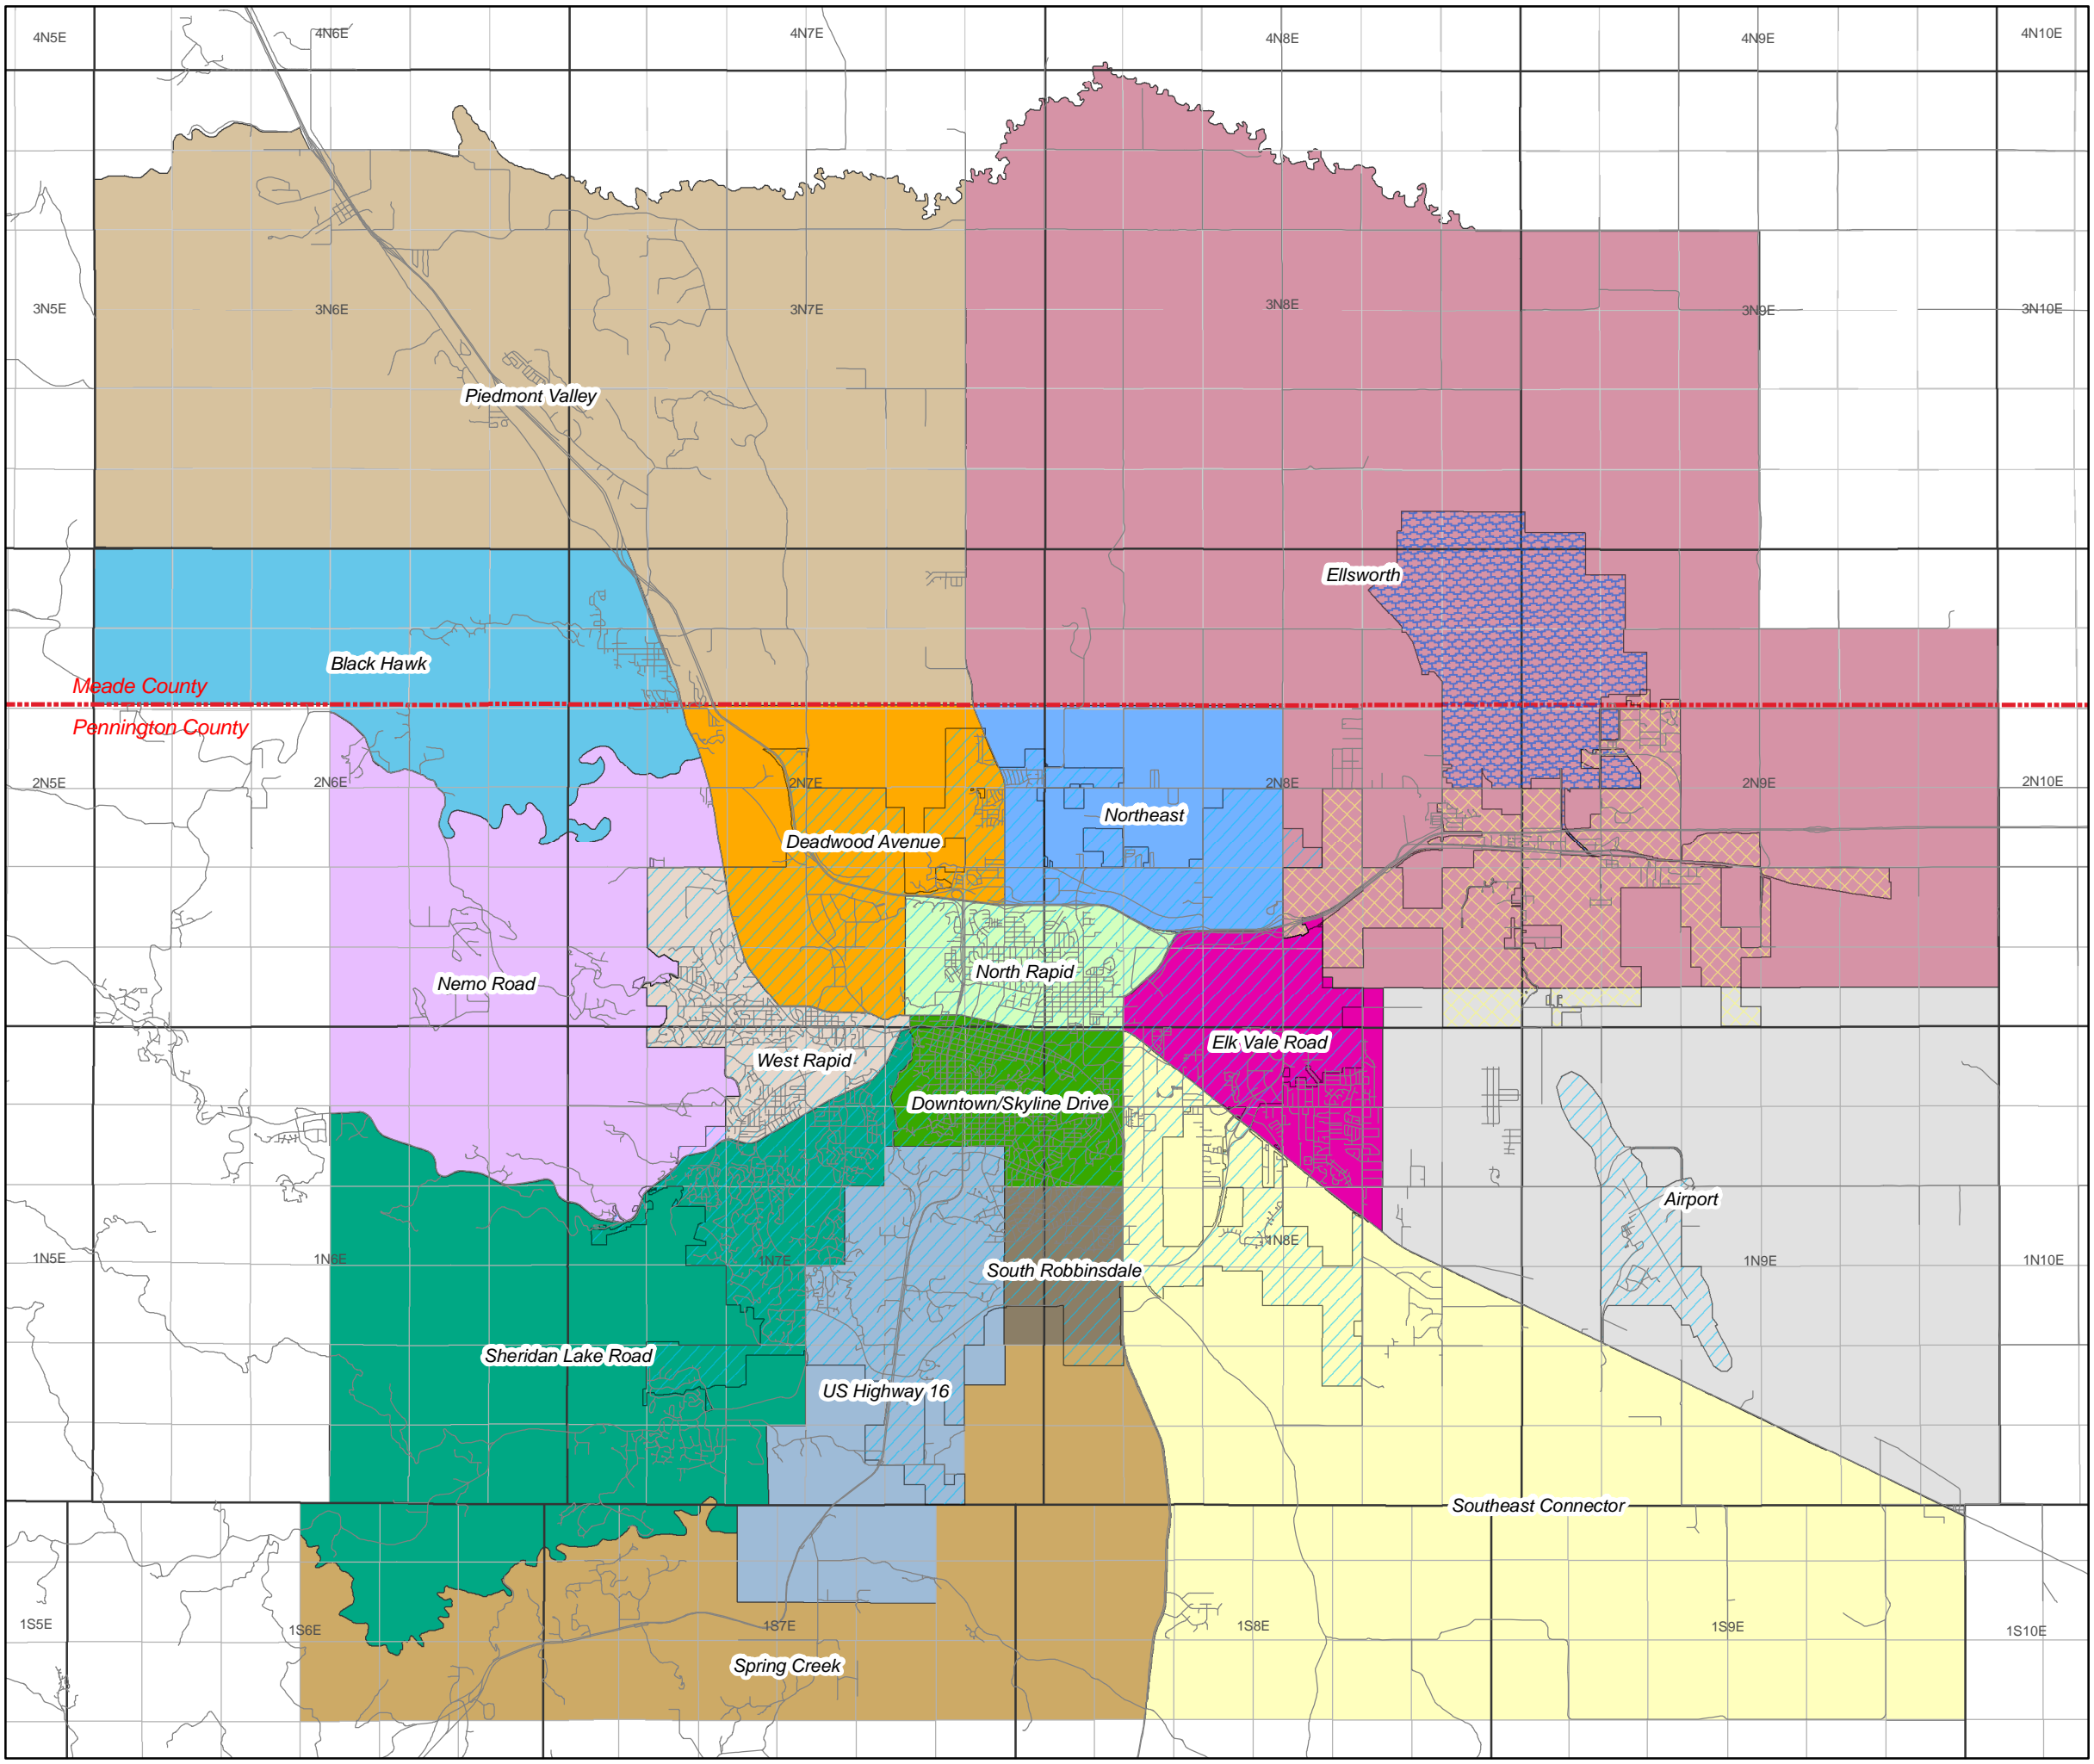 4N5E
4N6E
4N7E
4N8E
4N9E
4N10E
3N5E
3N6E
3N7E
3N8E
3N9E
3N10E
Piedmont Valley
Ellsworth
Black Hawk
Meade County
Pennington County
2N5E
2N6E
2N7E
2N8E
2N9E
2N10E
Northeast
Deadwood Avenue
North Rapid
Nemo Road
Elk Vale Road
West Rapid
Downtown/Skyline Drive
Airport
1N5E
1N6E
1N7E
1N8E
1N9E
1N10E
South Robbinsdale
Sheridan Lake Road
US Highway 16
Southeast Connector
1S5E
1S6E
1S7E
1S8E
1S9E
1S10E
Spring Creek